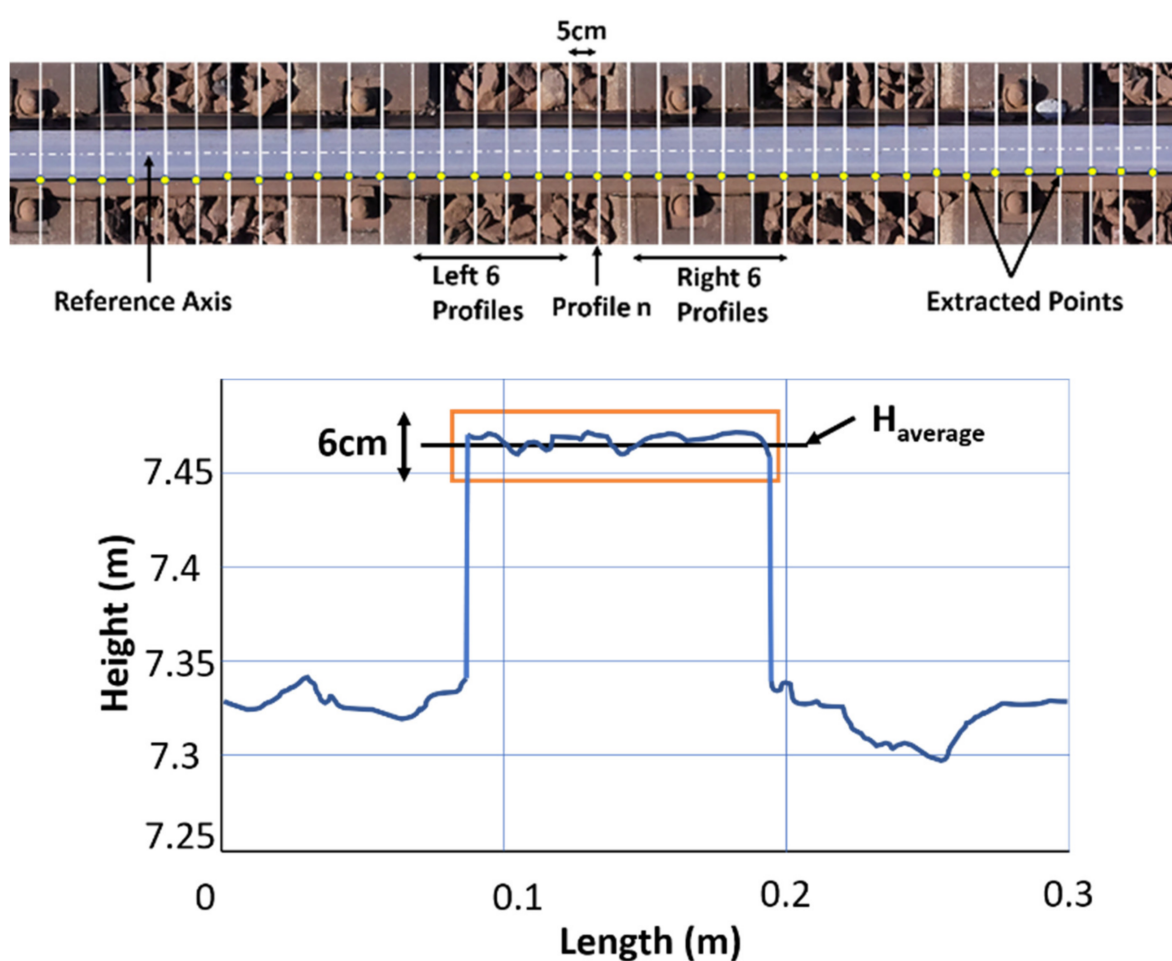 5cm
Reference Axis
Left 6
Profiles
Profile n
Right 6
Profiles
Extracted Points
6cm
Haverage
7.45
7.4
7.35
7.3
7.25
Height (m)
0
0.1
0.2
0.3
Length (m)